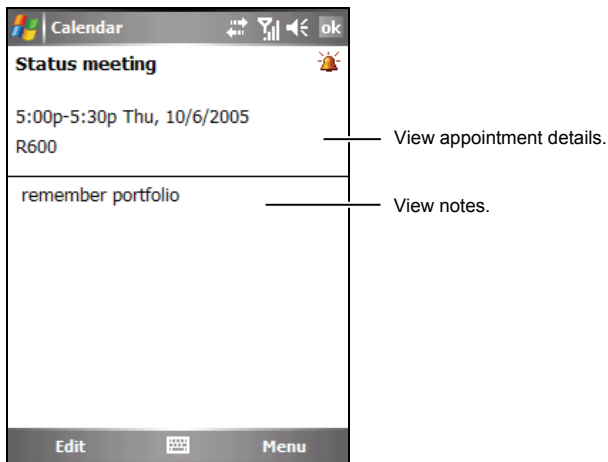 Calendar
ok
Status meeting
5:00p-5:30p Thu, 10/6/2005
R600
View appointment details.
remember portfolio
View notes.
Edit
Menu